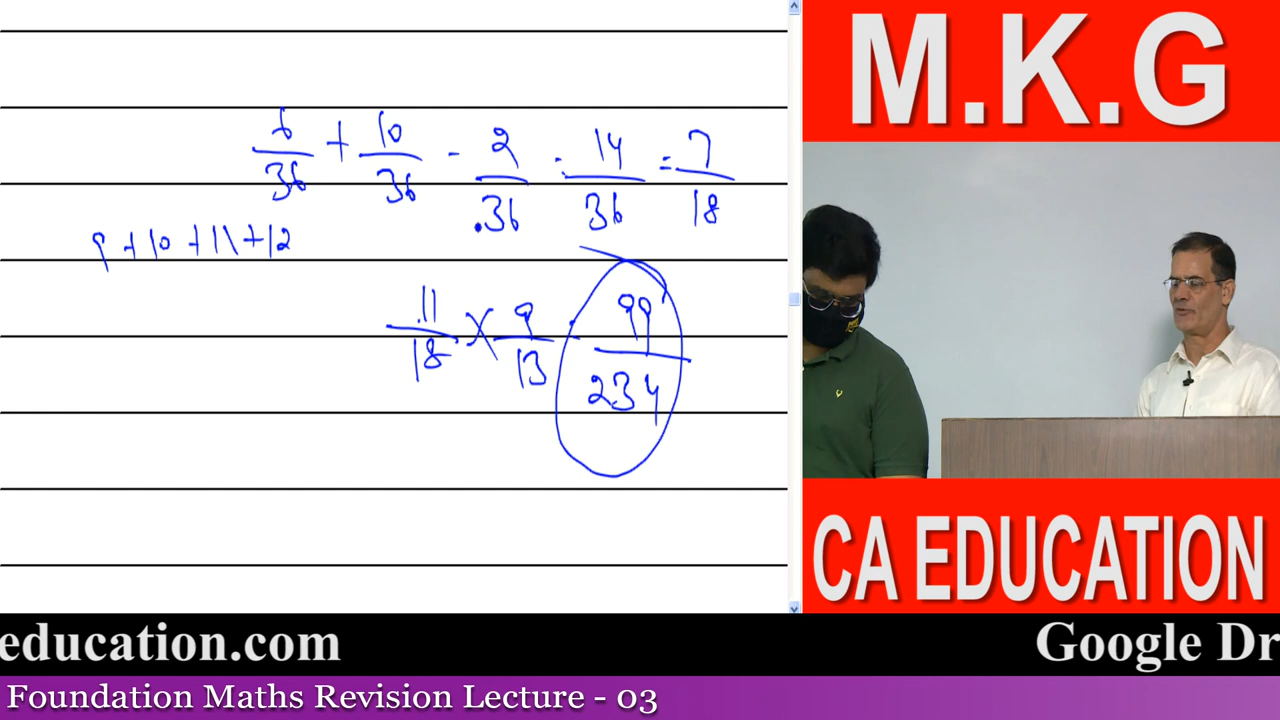 M.K.G
6/36 + 10/36 - 2/36 = 14/36 = 7/18
9 + 10 + 11 + 12
11/18 × 9/13 = 99/234
CA EDUCATION
education.com
Google Dr
Foundation Maths Revision Lecture - 03